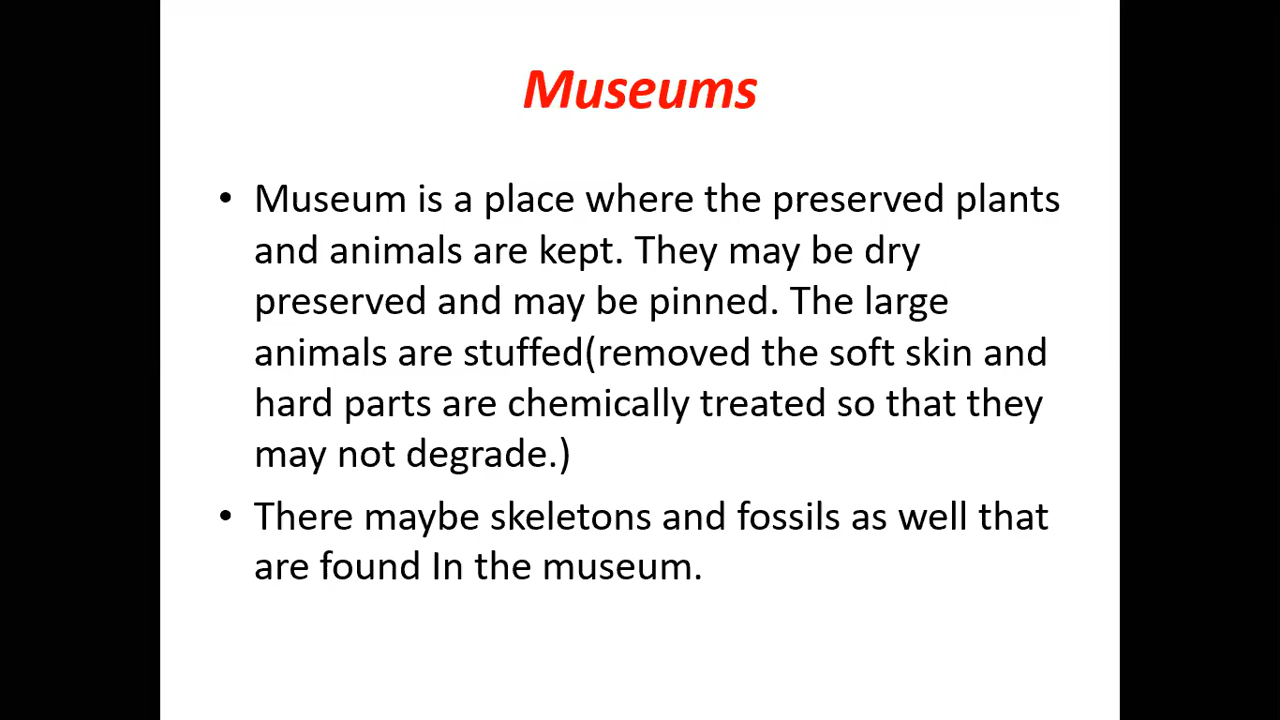 Museums
• Museum is a place where the preserved plants
and animals are kept. They may be dry
preserved and may be pinned. The large
animals are stuffed(removed the soft skin and
hard parts are chemically treated so that they
may not degrade.)
• There maybe skeletons and fossils as well that
are found In the museum.